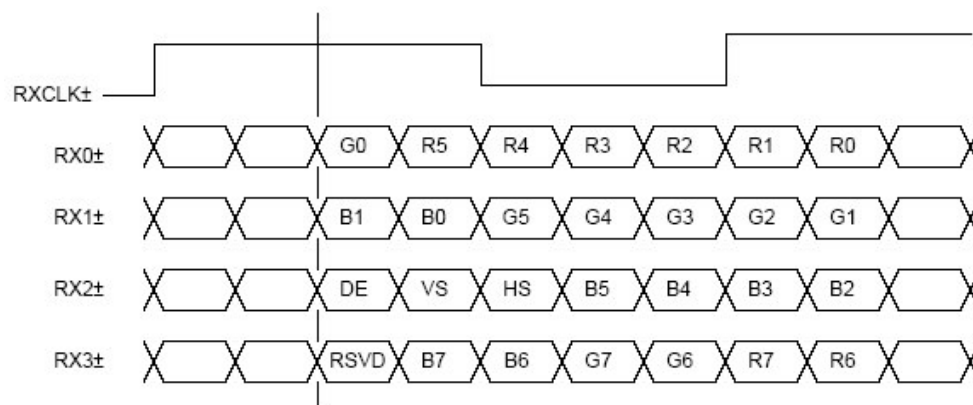 RXCLK±
RX0± G0 R5 R4 R3 R2 R1 R0
RX1± B1 B0 G5 G4 G3 G2 G1
RX2± DE VS HS B5 B4 B3 B2
RX3± RSVD B7 B6 G7 G6 R7 R6